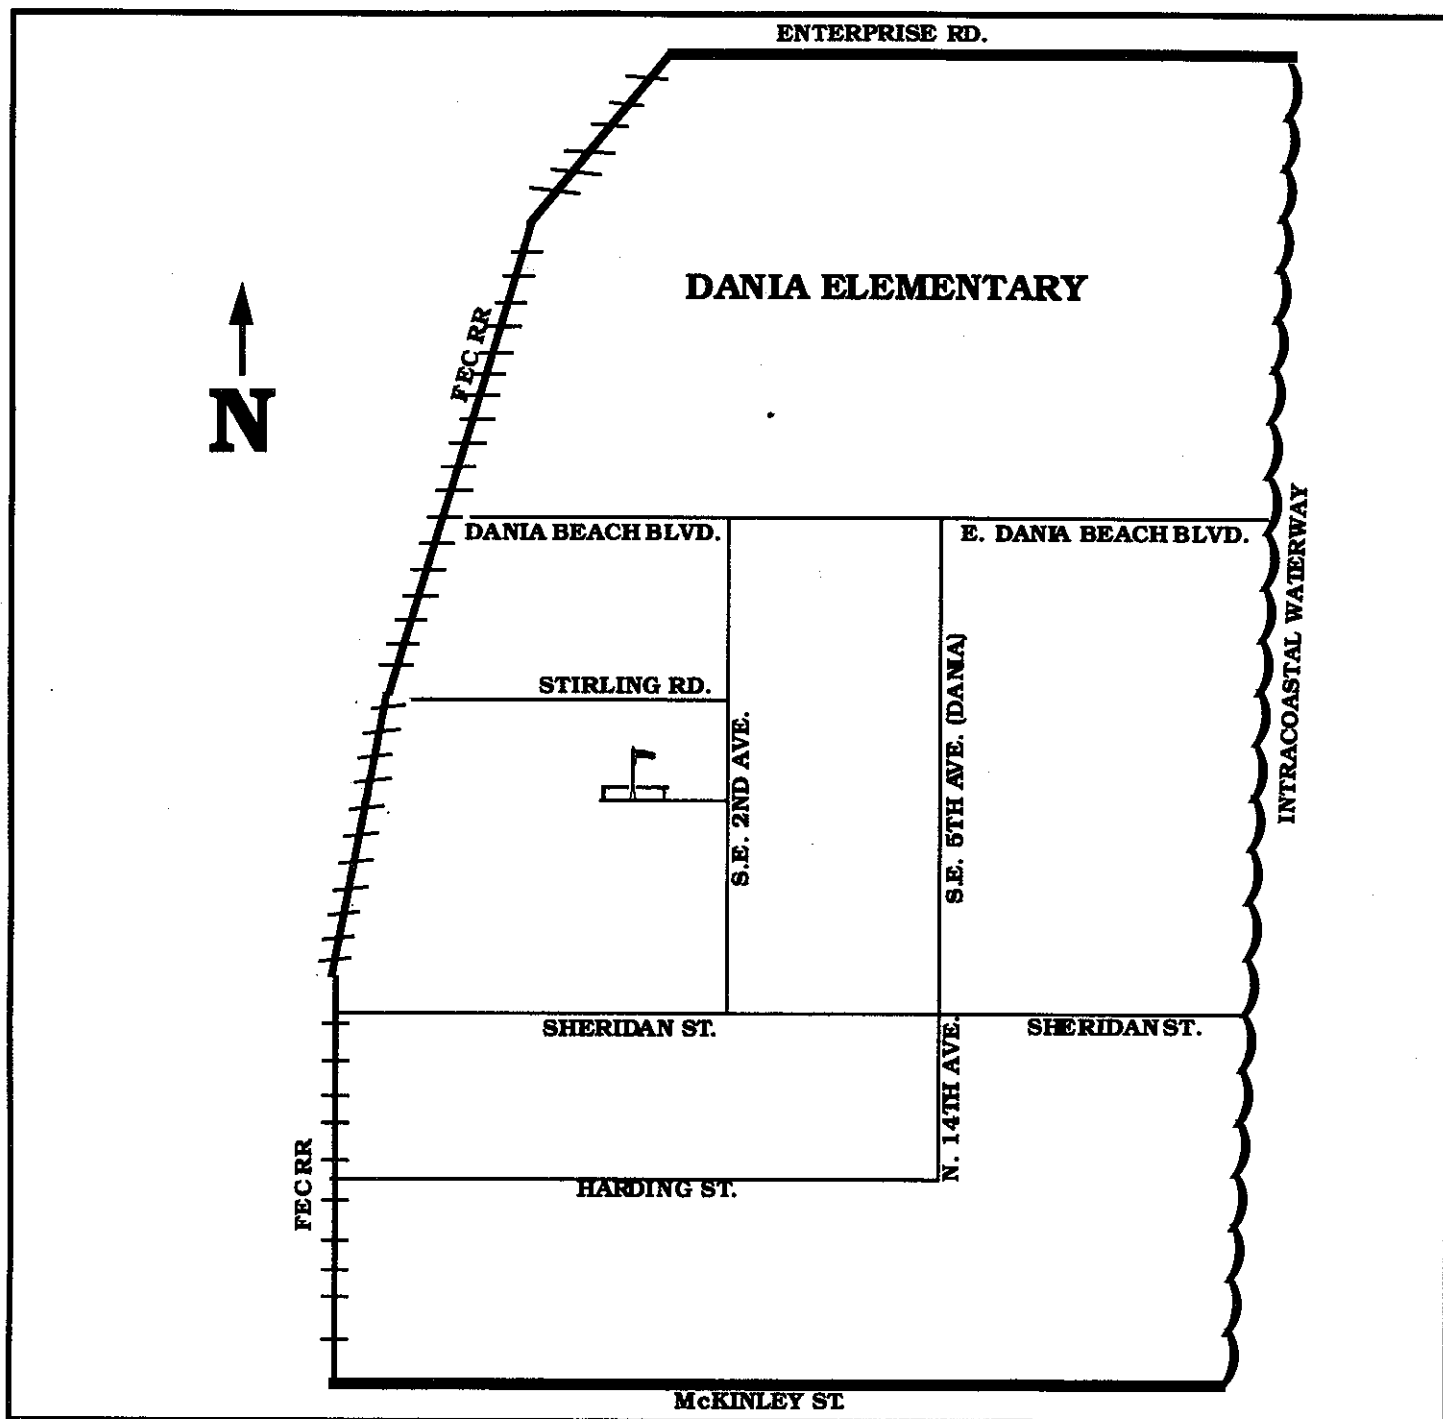 ENTERPRISE RD.
DANIA ELEMENTARY
FEC RR
N
DANIA BEACH BLVD.
E. DANIA BEACH BLVD.
INTRACOASTAL WATERWAY
STIRLING RD.
S.E. 2ND AVE.
S.E. 5TH AVE. (DANIA)
SHERIDAN ST.
SHERIDAN ST.
N. 14TH AVE.
FEC RR
HARDING ST.
McKINLEY ST.